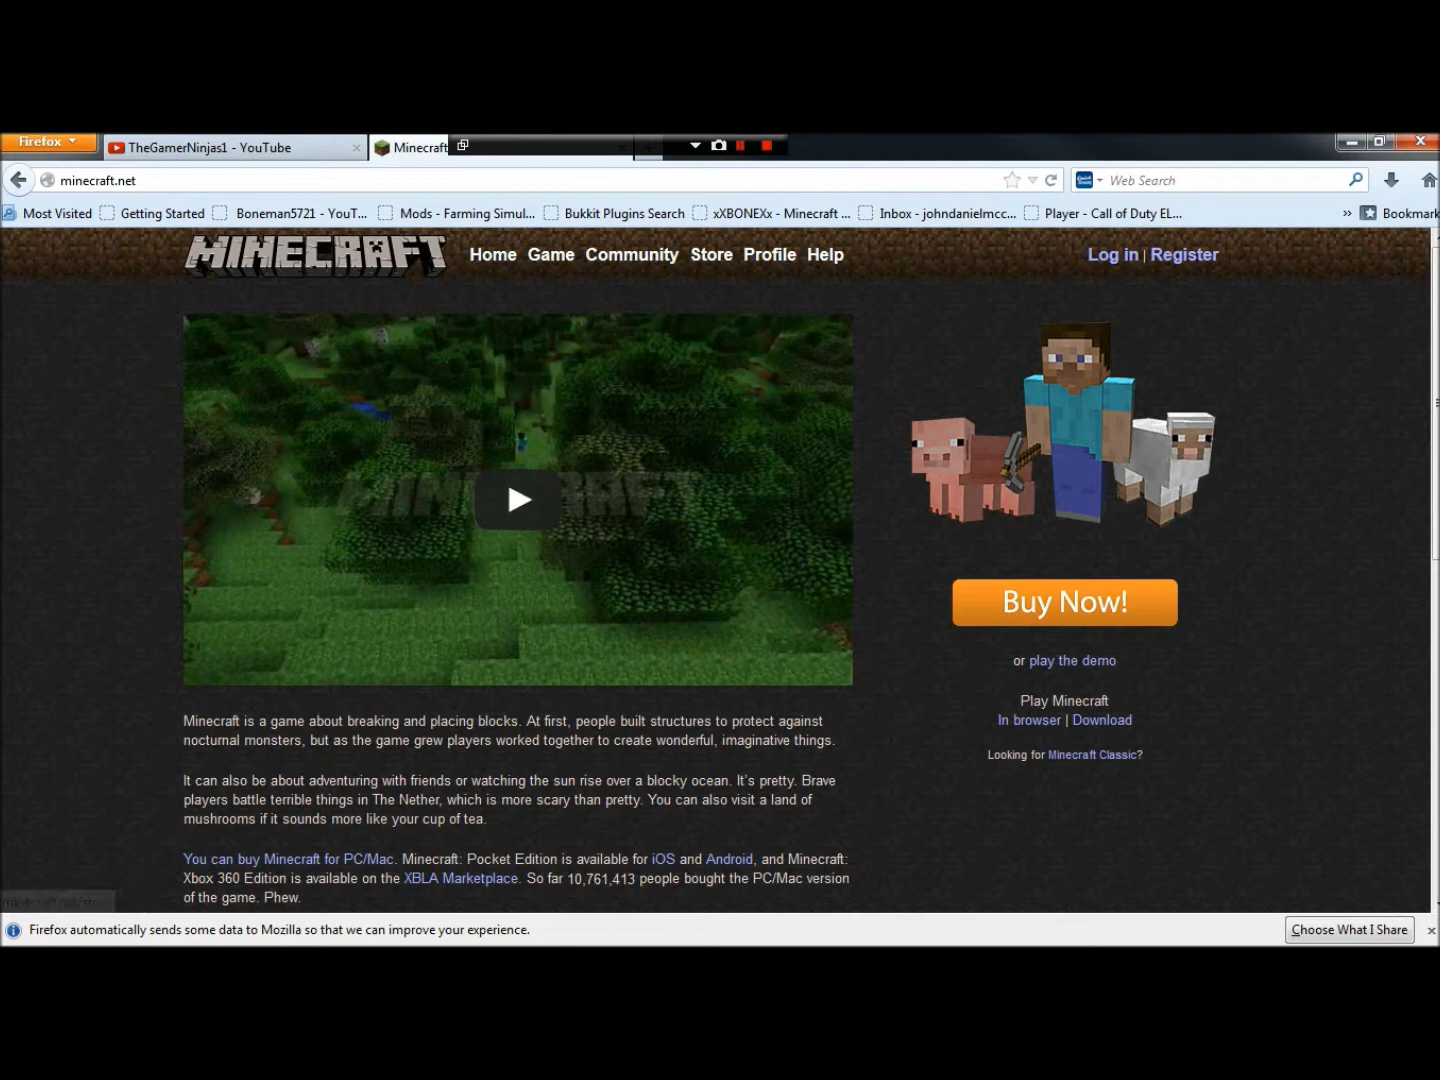 Firefox
TheGamerNinjas1 - YouTube
Minecraft
minecraft.net
Web Search
Most Visited
Getting Started
Boneman5721 - YouT...
Mods - Farming Simul...
Bukkit Plugins Search
xXBONEXx - Minecraft ...
Inbox - johndanielmcc...
Player - Call of Duty EL...
»
Bookmark
MINECRAFT
Home Game Community Store Profile Help
Log in | Register
MINECRAFT
Buy Now!
or play the demo
Play Minecraft
In browser | Download
Looking for Minecraft Classic?
Minecraft is a game about breaking and placing blocks. At first, people built structures to protect against
nocturnal monsters, but as the game grew players worked together to create wonderful, imaginative things.
It can also be about adventuring with friends or watching the sun rise over a blocky ocean. It's pretty. Brave
players battle terrible things in The Nether, which is more scary than pretty. You can also visit a land of
mushrooms if it sounds more like your cup of tea.
You can buy Minecraft for PC/Mac. Minecraft: Pocket Edition is available for iOS and Android, and Minecraft:
Xbox 360 Edition is available on the XBLA Marketplace. So far 10,761,413 people bought the PC/Mac version
of the game. Phew.
Firefox automatically sends some data to Mozilla so that we can improve your experience.
Choose What I Share